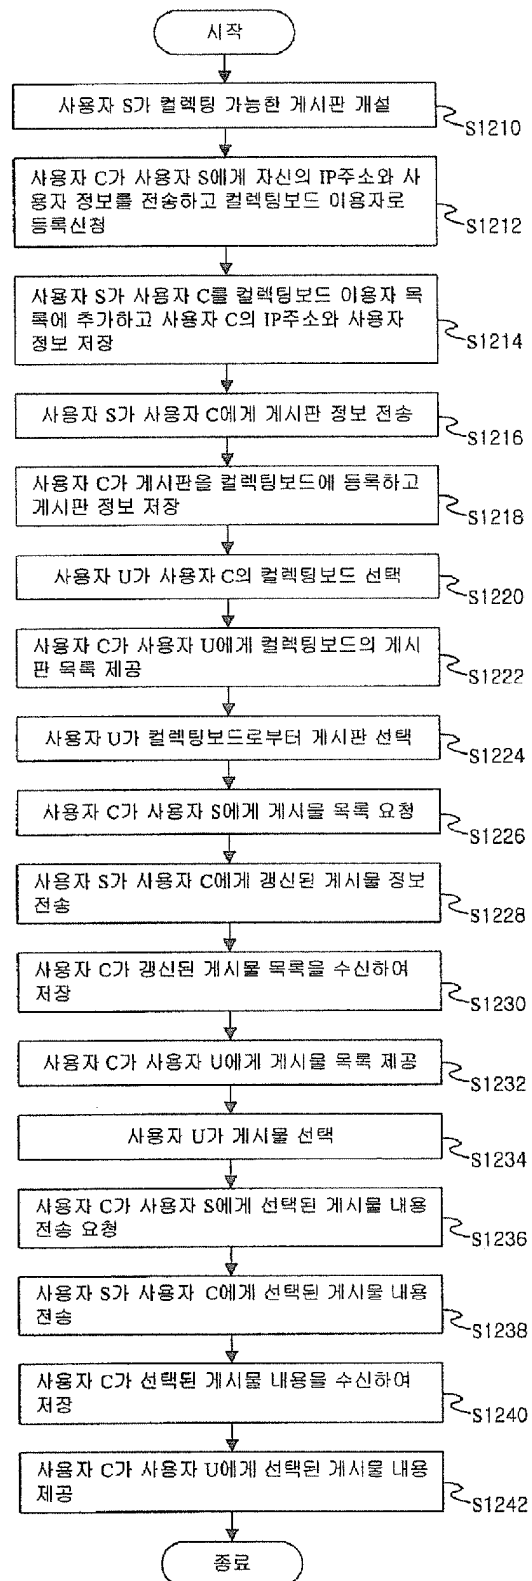 시작
사용자 S가 컬렉팅 가능한 게시판 개설
S1210
사용자 C가 사용자 S에게 자신의 IP주소와 사
용자 정보를 전송하고 컬렉팅보드 이용자로
등록신청
S1212
사용자 S가 사용자 C를 컬렉팅보드 이용자 목
록에 추가하고 사용자 C의 IP주소와 사용자
정보 저장
S1214
사용자 S가 사용자 C에게 게시판 정보 전송
S1216
사용자 C가 게시판을 컬렉팅보드에 등록하고
게시판 정보 저장
S1218
사용자 U가 사용자 C의 컬렉팅보드 선택
S1220
사용자 C가 사용자 U에게 컬렉팅보드의 게시
판 목록 제공
S1222
사용자 U가 컬렉팅보드로부터 게시판 선택
S1224
사용자 C가 사용자 S에게 게시물 목록 요청
S1226
사용자 S가 사용자 C에게 갱신된 게시물 정보
전송
S1228
사용자 C가 갱신된 게시물 목록을 수신하여
저장
S1230
사용자 C가 사용자 U에게 게시물 목록 제공
S1232
사용자 U가 게시물 선택
S1234
사용자 C가 사용자 S에게 선택된 게시물 내용
전송 요청
S1236
사용자 S가 사용자 C에게 선택된 게시물 내용
전송
S1238
사용자 C가 선택된 게시물 내용을 수신하여
저장
S1240
사용자 C가 사용자 U에게 선택된 게시물 내용
제공
S1242
종료